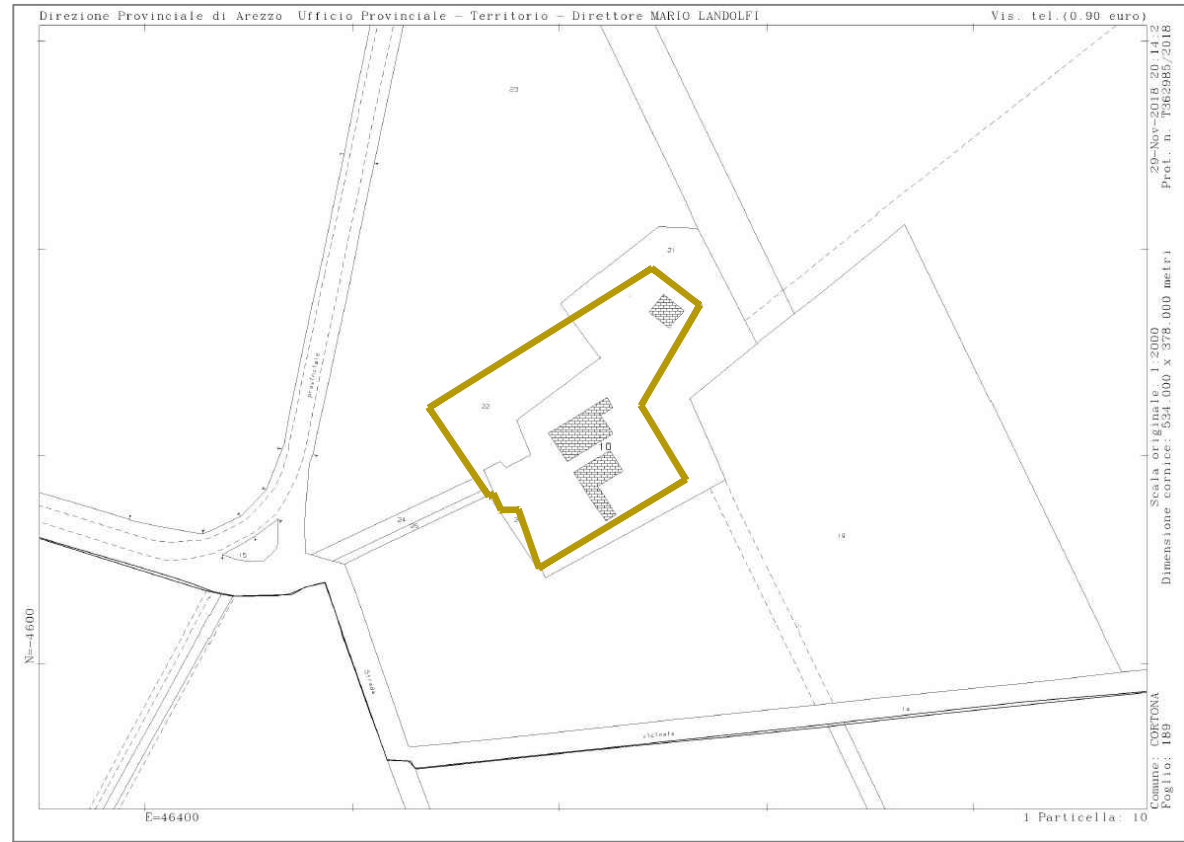 Direzione Provinciale di Arezzo Ufficio Provinciale - Territorio - Direttore MARIO LANDOLFI
Vis. tel.(0.90 euro)
29-Nov-2018 20:14:2
Prot. n. T362985/2018
Scala originale: 1:2000
Dimensione cornice: 534.000 x 378.000 metri
Comune: CORTONA
Foglio: 189
N=-4600
E=46400
1 Particella: 10
23
21
22
10
24
25
15
19
14
Strada
vicinale